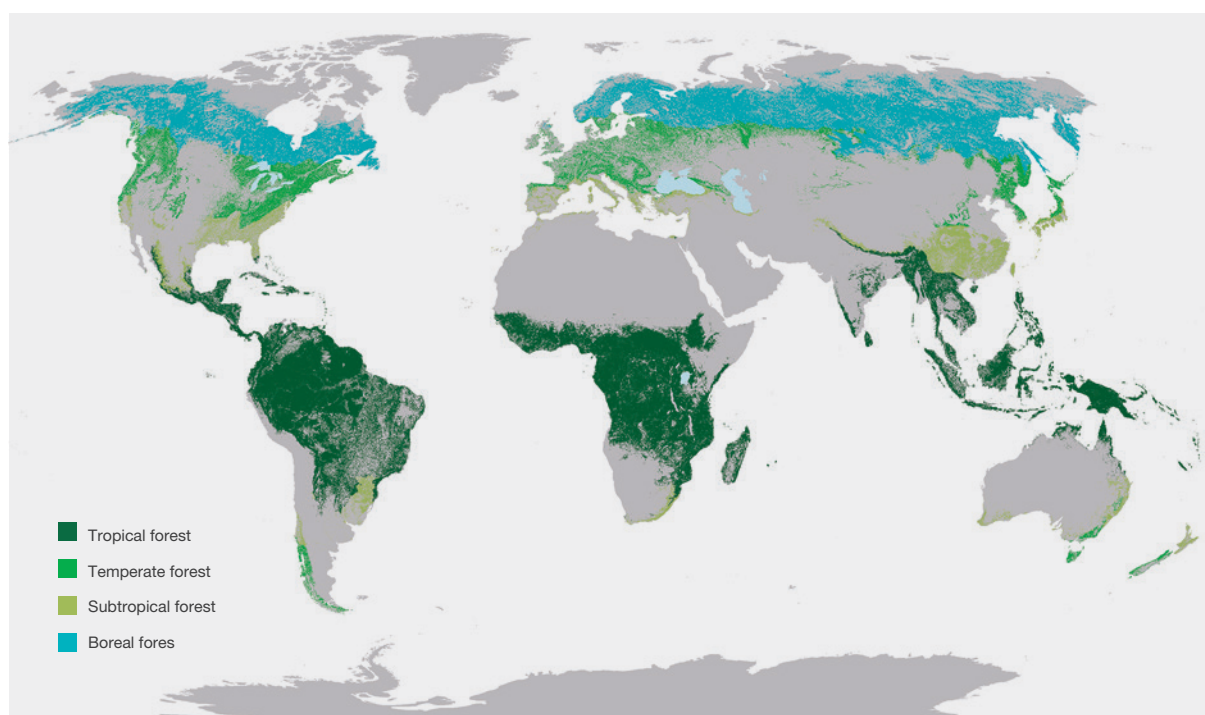 Tropical forest
Temperate forest
Subtropical forest
Boreal fores